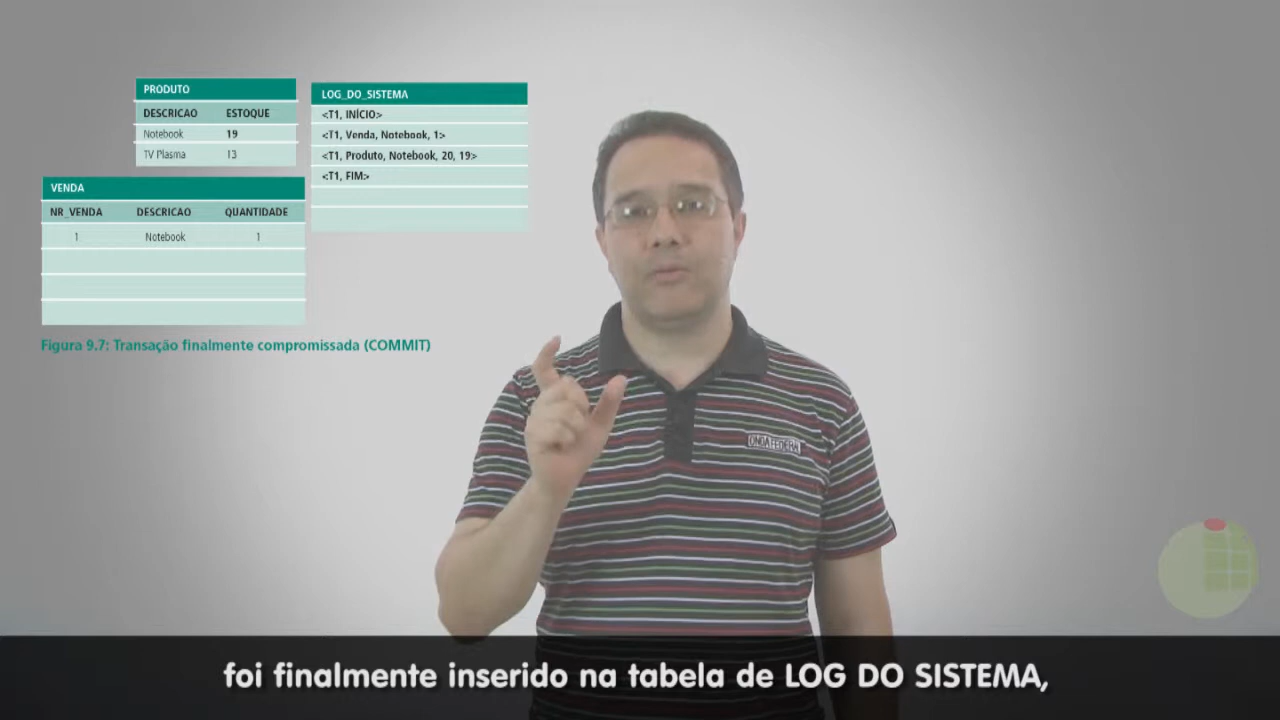 PRODUTO
DESCRICAO ESTOQUE
Notebook 19
TV Plasma 13
LOG_DO_SISTEMA
<T1, INÍCIO>
<T1, Venda, Notebook, 1>
<T1, Produto, Notebook, 20, 19>
<T1, FIM>
VENDA
NR_VENDA DESCRICAO QUANTIDADE
1 Notebook 1
Figura 9.7: Transação finalmente compromissada (COMMIT)
ONDA FEDERAL
foi finalmente inserido na tabela de LOG DO SISTEMA,